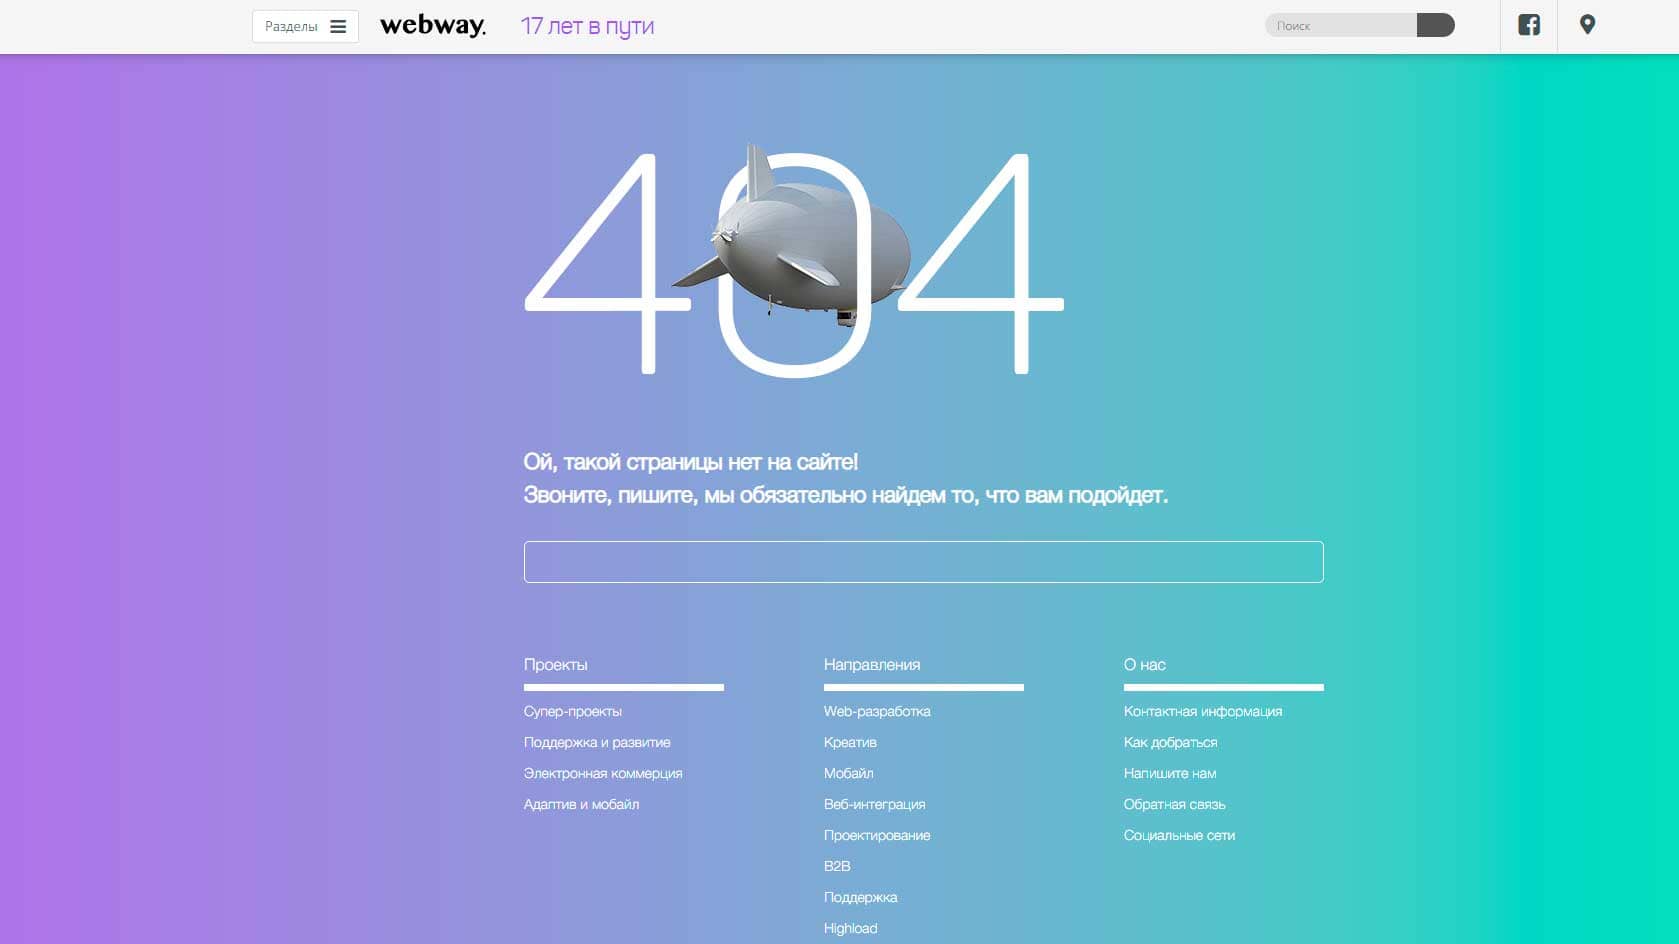 Разделы
webway.
17 лет в пути
Поиск
404
Ой, такой страницы нет на сайте!
Звоните, пишите, мы обязательно найдем то, что вам подойдет.
Проекты
Супер-проекты
Поддержка и развитие
Электронная коммерция
Адаптив и мобайл
Направления
Web-разработка
Креатив
Мобайл
Веб-интеграция
Проектирование
B2B
Поддержка
Highload
О нас
Контактная информация
Как добраться
Напишите нам
Обратная связь
Социальные сети